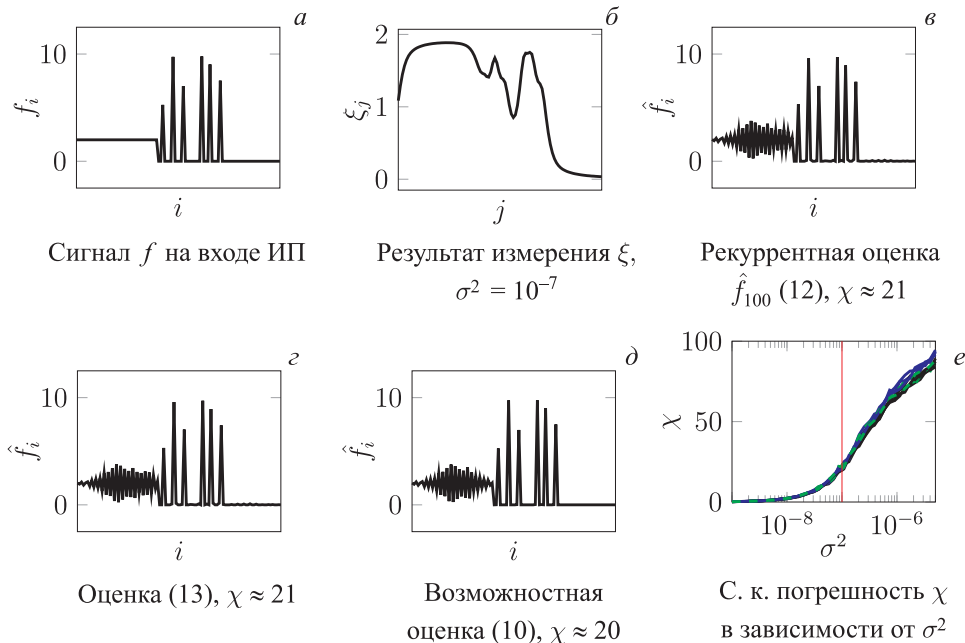 а
10
0
f_i
i
Сигнал f на входе ИП
б
2
1
0
ξ_j
j
Результат измерения ξ,
σ² = 10⁻⁷
в
10
0
f̂_i
i
Рекуррентная оценка
f̂₁₀₀ (12), χ ≈ 21
г
10
0
f̂_i
i
Оценка (13), χ ≈ 21
д
10
0
f̂_i
i
Возможностная
оценка (10), χ ≈ 20
е
100
50
0
χ
10⁻⁸ 10⁻⁶
σ²
С. к. погрешность χ
в зависимости от σ²